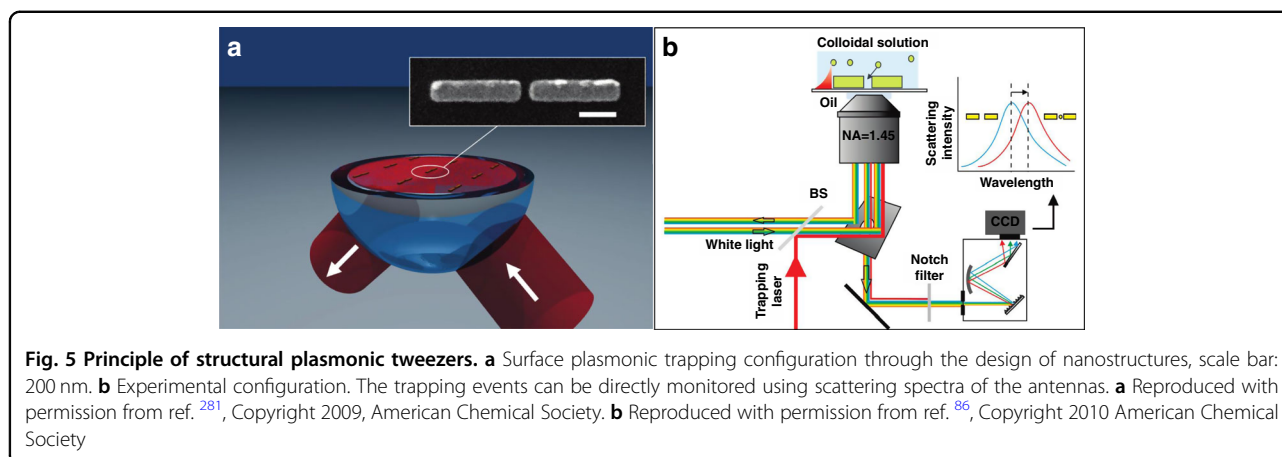 a
b
Colloidal solution
Oil
NA=1.45
Scattering
intensity
Wavelength
BS
White light
CCD
Notch
filter
Trapping
laser
Fig. 5 Principle of structural plasmonic tweezers. a Surface plasmonic trapping configuration through the design of nanostructures, scale bar:
200 nm. b Experimental configuration. The trapping events can be directly monitored using scattering spectra of the antennas. a Reproduced with
permission from ref. 281, Copyright 2009, American Chemical Society. b Reproduced with permission from ref. 86, Copyright 2010 American Chemical
Society